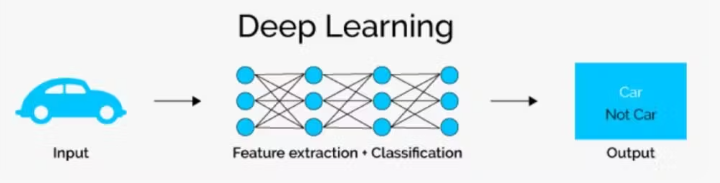 Deep Learning
Car
Not Car
Input
Feature extraction + Classification
Output